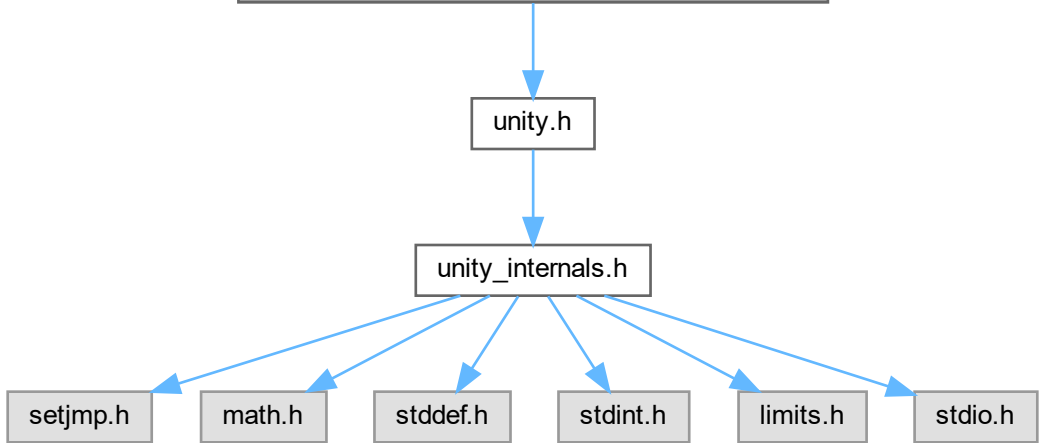 unity.h
unity_internals.h
setjmp.h
math.h
stddef.h
stdint.h
limits.h
stdio.h